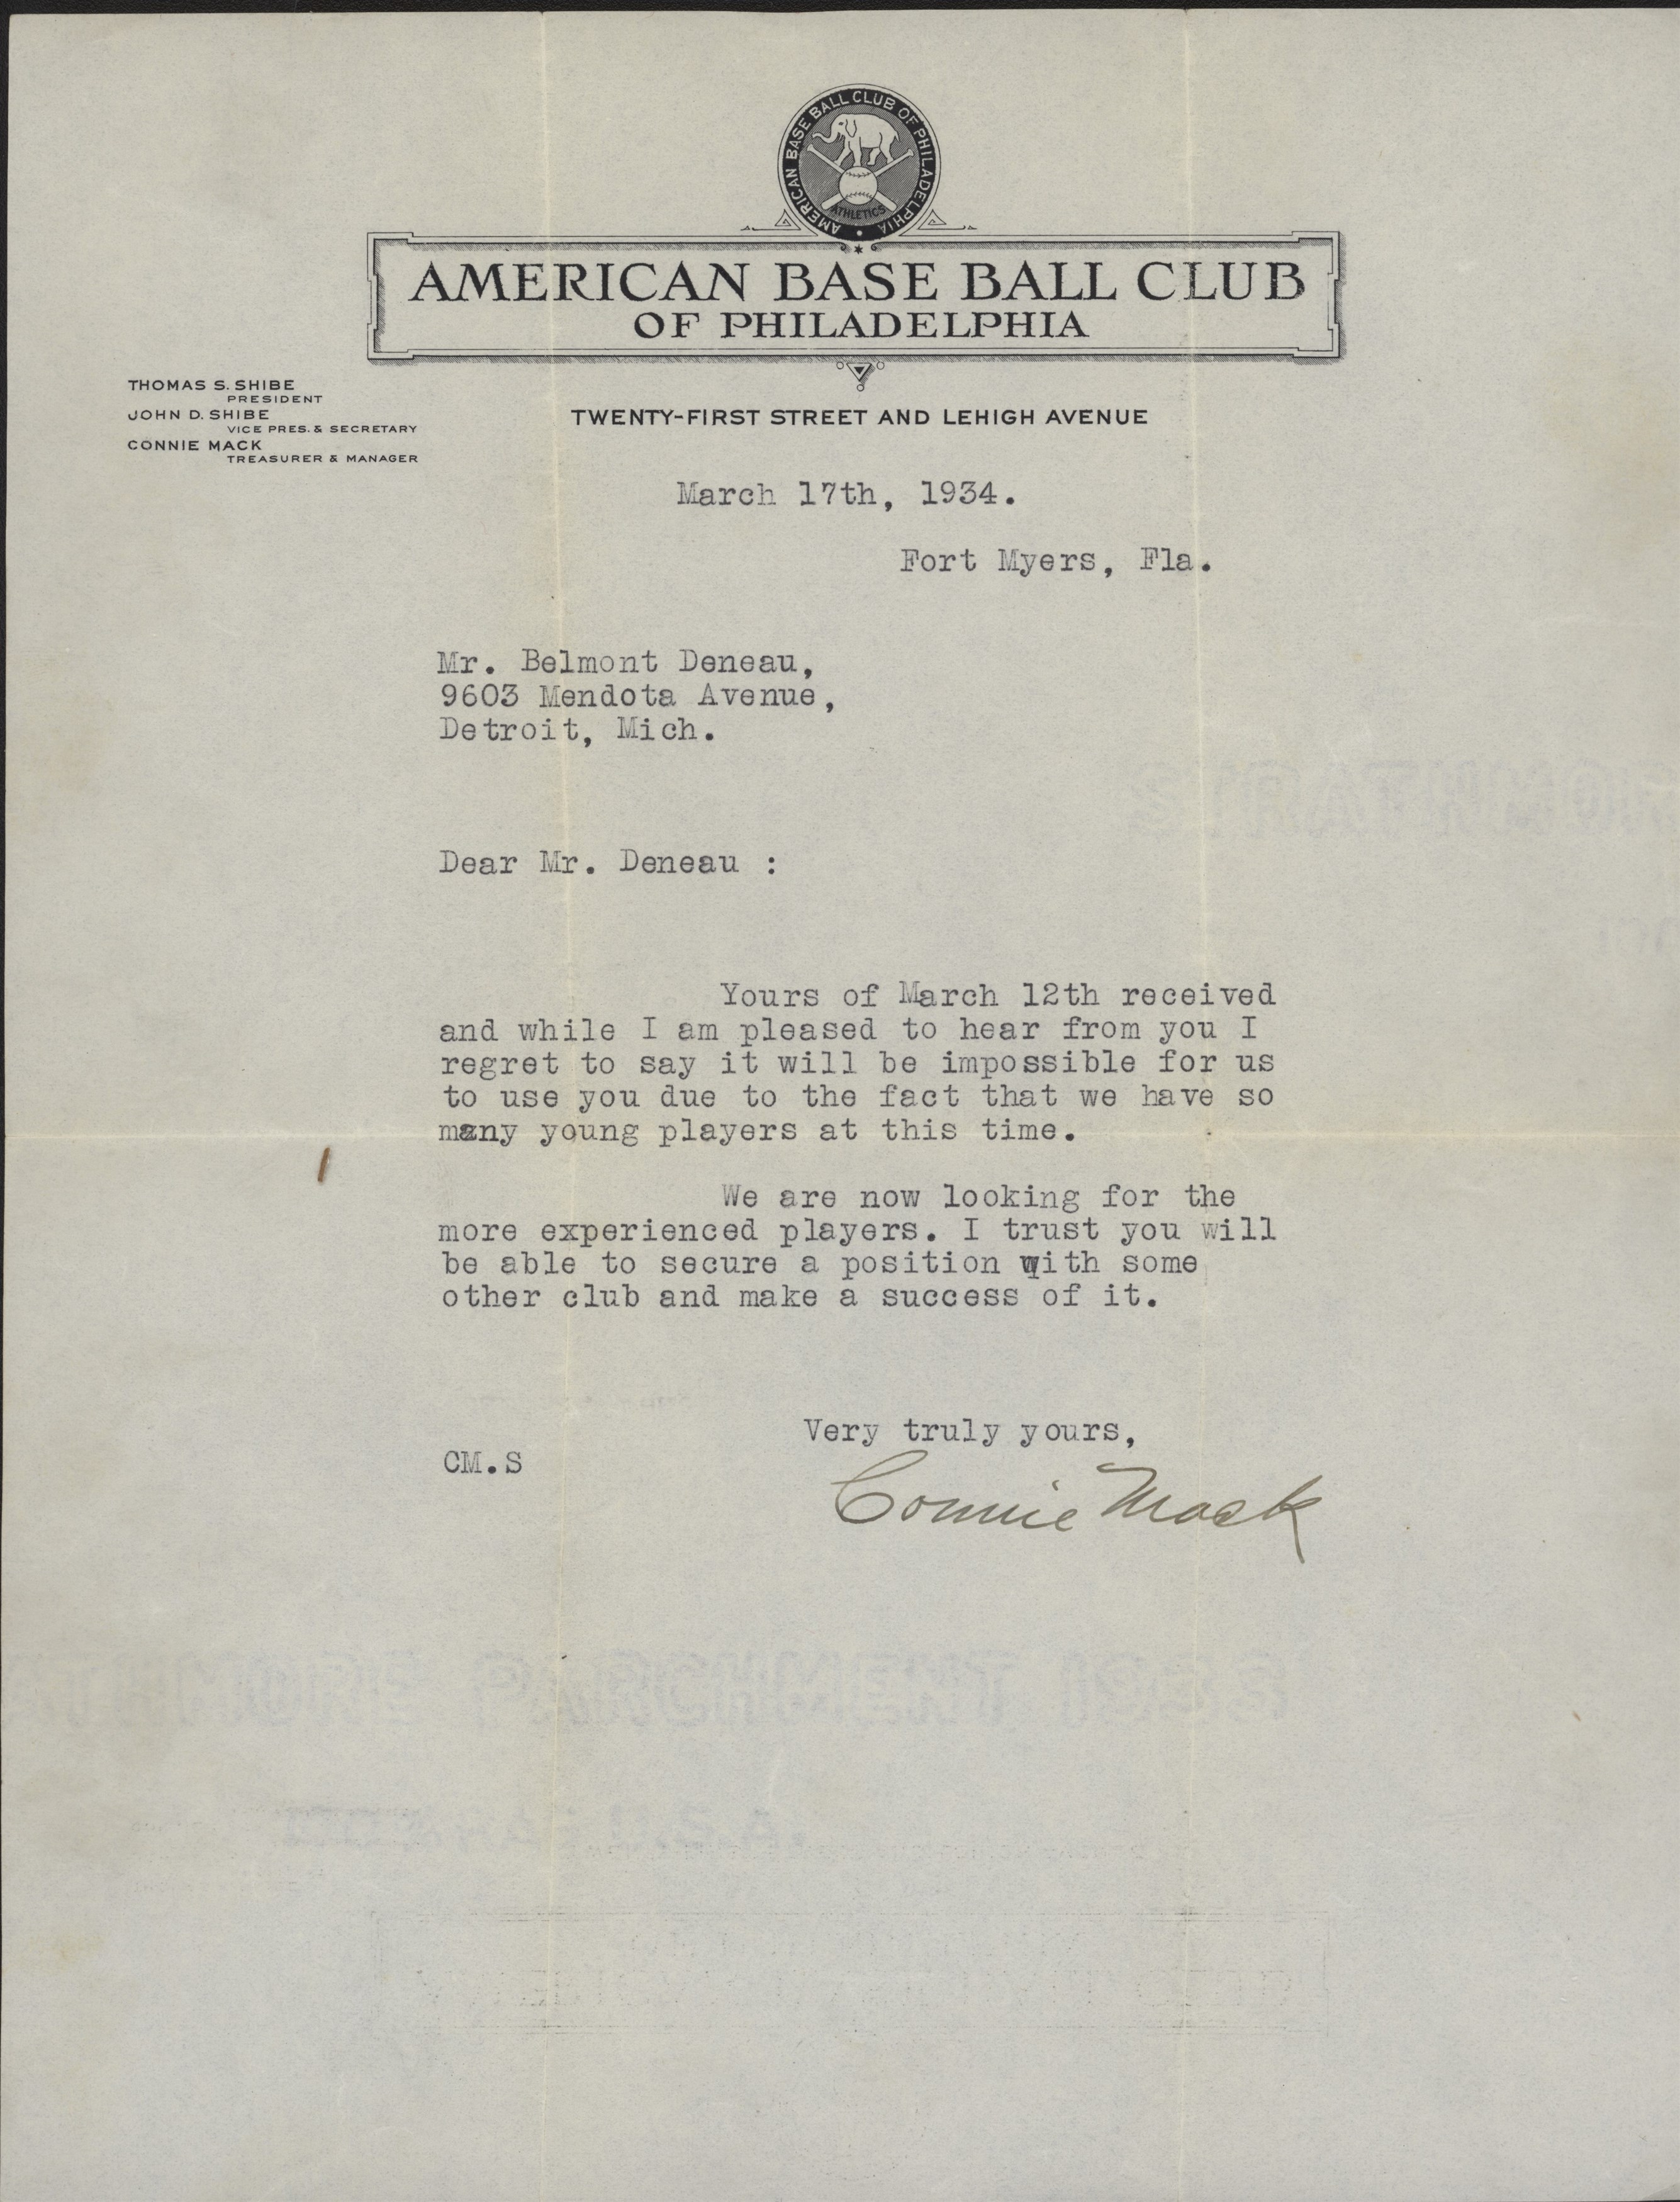 AMERICAN BASE BALL CLUB OF PHILADELPHIA
ATHLETICS
AMERICAN BASE BALL CLUB
OF PHILADELPHIA
THOMAS S. SHIBE
PRESIDENT
JOHN D. SHIBE
VICE PRES. & SECRETARY
CONNIE MACK
TREASURER & MANAGER
TWENTY-FIRST STREET AND LEHIGH AVENUE
March 17th, 1934.
Fort Myers, Fla.
Mr. Belmont Deneau,
9603 Mendota Avenue,
Detroit, Mich.
Dear Mr. Deneau :
Yours of March 12th received
and while I am pleased to hear from you I
regret to say it will be impossible for us
to use you due to the fact that we have so
many young players at this time.
We are now looking for the
more experienced players. I trust you will
be able to secure a position with some
other club and make a success of it.
Very truly yours,
CM.S
Connie Mack